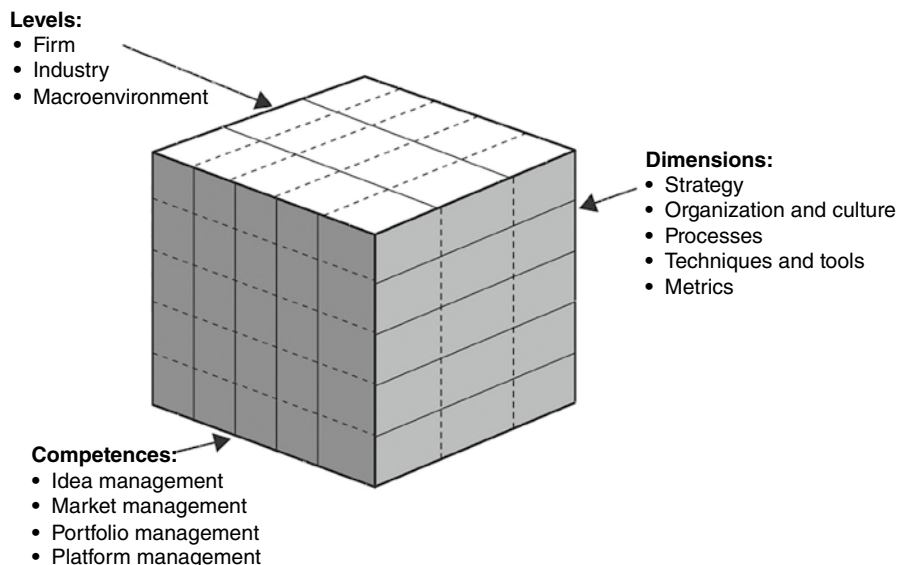 Levels:
• Firm
• Industry
• Macroenvironment
Dimensions:
• Strategy
• Organization and culture
• Processes
• Techniques and tools
• Metrics
Competences:
• Idea management
• Market management
• Portfolio management
• Platform management